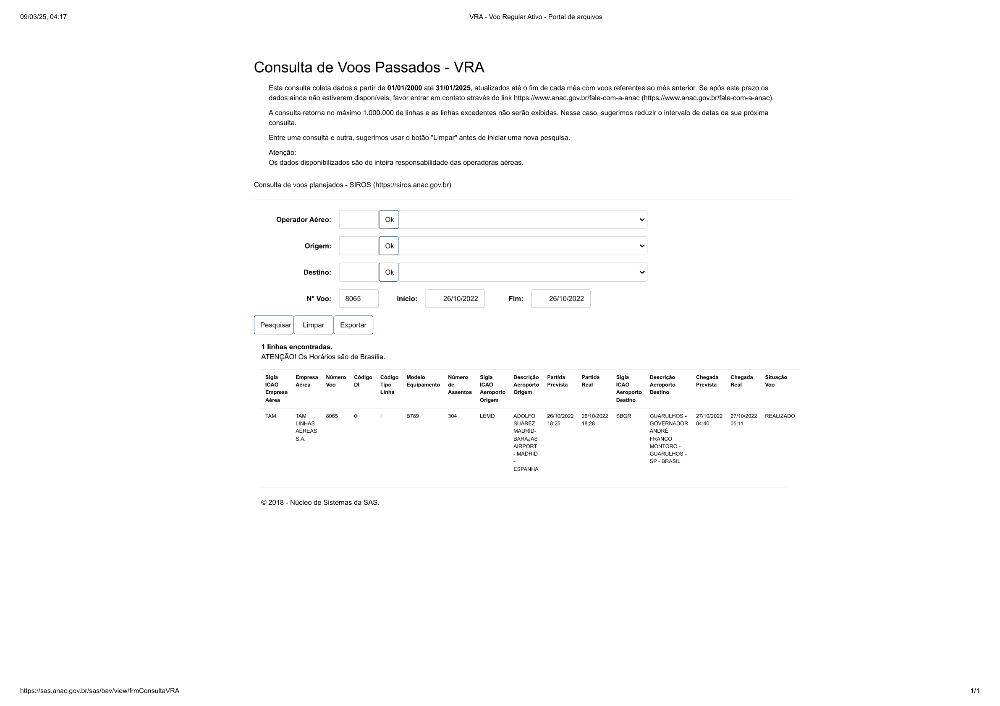 09/03/25, 04:17
VRA - Voo Regular Ativo - Portal de arquivos
Consulta de Voos Passados - VRA
Esta consulta coleta dados a partir de 01/01/2000 até 31/01/2025, atualizados até o fim de cada mês com voos referentes ao mês anterior. Se após este prazo os
dados ainda não estiverem disponíveis, favor entrar em contato através do link https://www.anac.gov.br/fale-com-a-anac (https://www.anac.gov.br/fale-com-a-anac).
A consulta retorna no máximo 1.000.000 de linhas e as linhas excedentes não serão exibidas. Nesse caso, sugerimos reduzir o intervalo de datas da sua próxima
consulta.
Entre uma consulta e outra, sugerimos usar o botão "Limpar" antes de iniciar uma nova pesquisa.
Atenção:
Os dados disponibilizados são de inteira responsabilidade das operadoras aéreas.
Consulta de voos planejados - SIROS (https://siros.anac.gov.br)
Operador Aéreo: Ok
Origem: Ok
Destino: Ok
N° Voo: 8065 Início: 26/10/2022 Fim: 26/10/2022
Pesquisar Limpar Exportar
1 linhas encontradas.
ATENÇÃO! Os Horários são de Brasília.
Sigla Empresa Número Código Código Modelo Número Sigla Descrição Partida Partida Sigla Descrição Chegada Chegada Situação
ICAO Aérea Voo DI Tipo Equipamento de ICAO Aeroporto Prevista Real ICAO Aeroporto Prevista Real Voo
Empresa Linha Assentos Aeroporto Origem Aeroporto Destino
Aérea Origem Destino
TAM TAM 8065 0 I B789 304 LEMD ADOLFO 26/10/2022 26/10/2022 SBGR GUARULHOS - 27/10/2022 27/10/2022 REALIZADO
LINHAS SUÁREZ 18:25 18:28 GOVERNADOR 04:40 05:11
AÉREAS MADRID- ANDRÉ
S.A. BARAJAS FRANCO
AIRPORT MONTORO -
- MADRID GUARULHOS -
- SP - BRASIL
ESPANHA
© 2018 - Núcleo de Sistemas da SAS.
https://sas.anac.gov.br/sas/bav/view/frmConsultaVRA
1/1